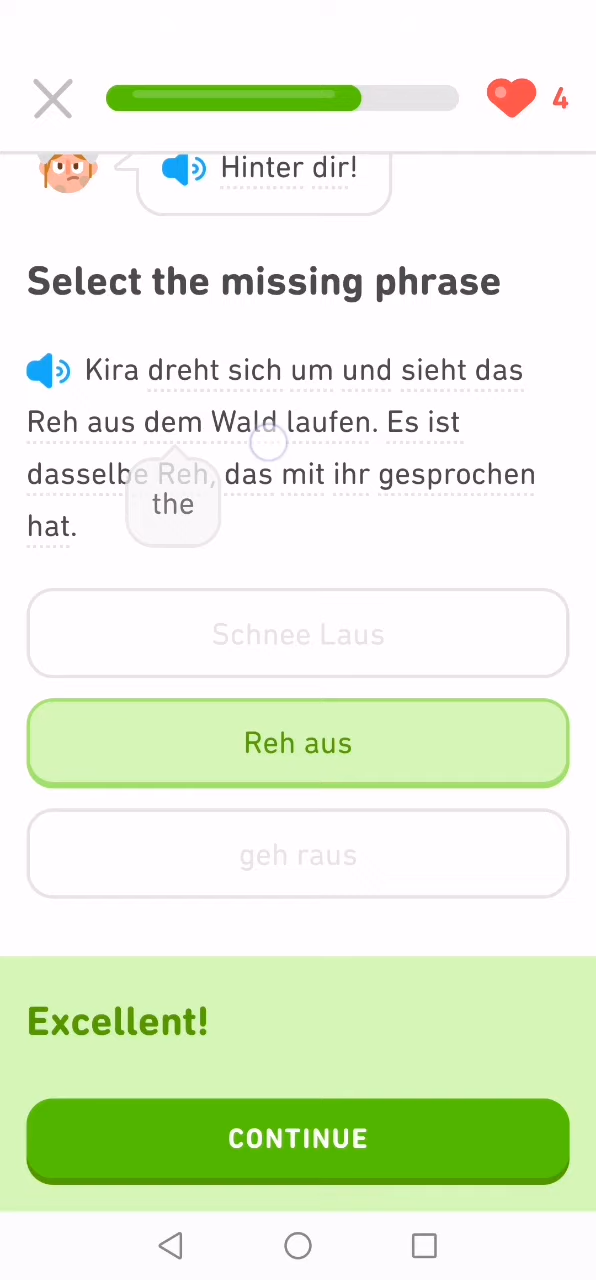 4
Hinter dir!
Select the missing phrase
Kira dreht sich um und sieht das
Reh aus dem Wald laufen. Es ist
dasselbe Reh, das mit ihr gesprochen
the
hat.
Schnee Laus
Reh aus
geh raus
Excellent!
CONTINUE